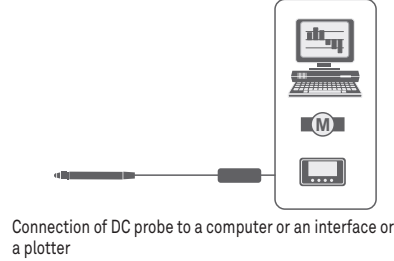 M
Connection of DC probe to a computer or an interface or
a plotter